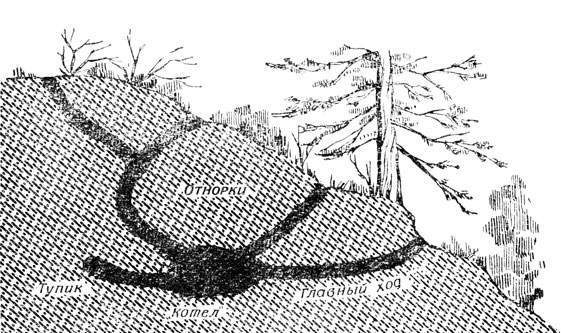 Отнорки
Тупик
Главный ход
Котел